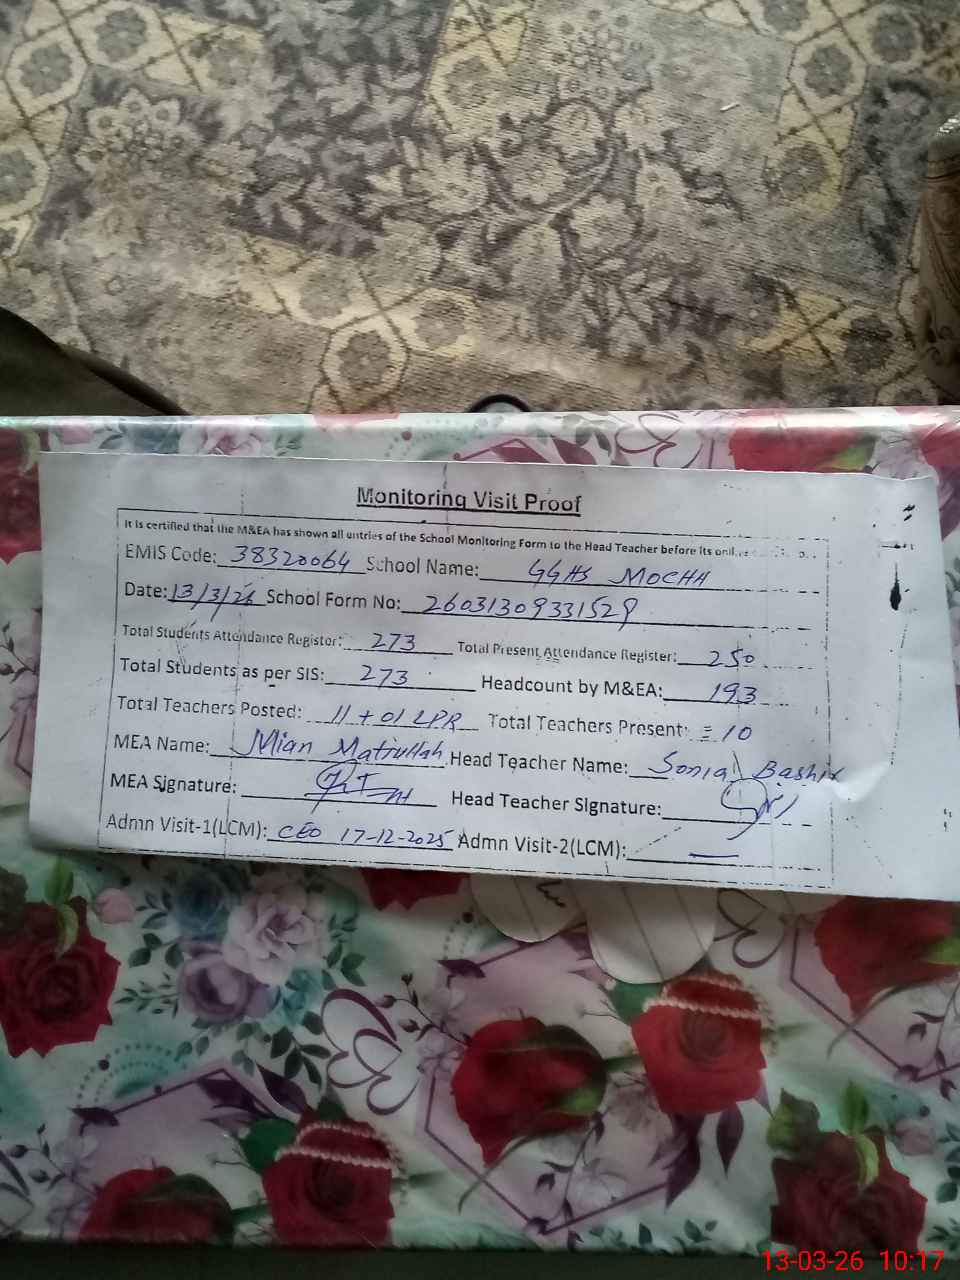 Monitoring Visit Proof
It is certified that the M&EA has shown all entries of the School Monitoring Form to the Head Teacher before its
EMIS Code: 38320064 School Name: GGHS MOCHH
Date: 13/3/26 School Form No: 26031309331529
Total Students Attendance Register: 273 Total Present Attendance Register: 250
Total Students as per SIS: 273 Headcount by M&EA: 193
Total Teachers Posted: 11 + 01 LPR Total Teachers Present: = 10
MEA Name: Mian Matiullah Head Teacher Name: Sonia Bashir
MEA Signature: Head Teacher Signature:
Admn Visit-1(LCM): CEO 17-12-2025 Admn Visit-2(LCM): —
13-03-26 10:17